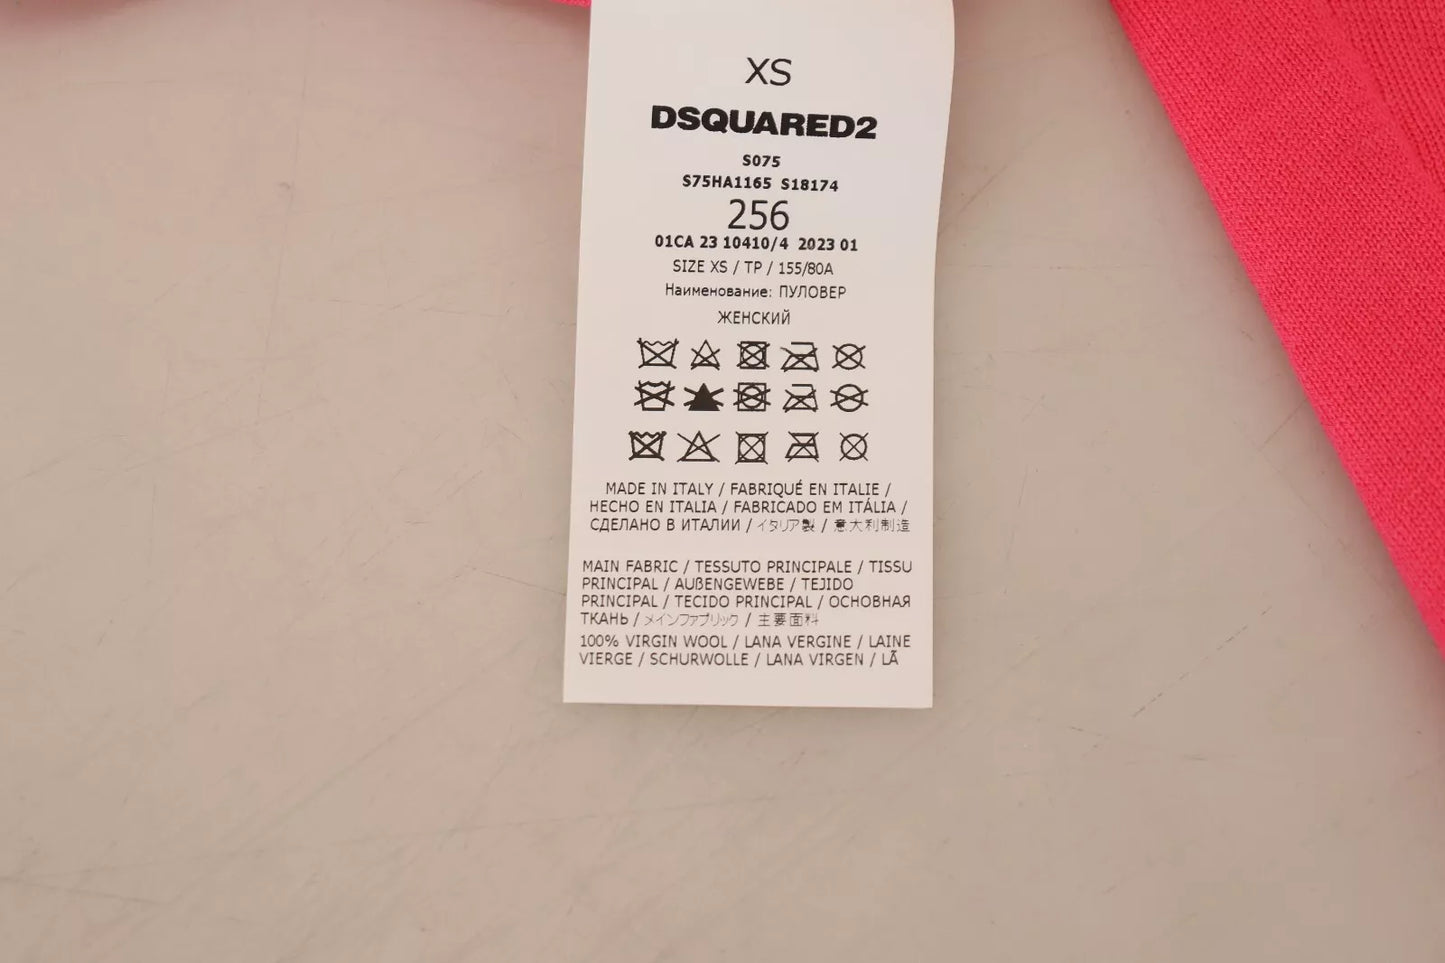 XS
DSQUARED2
S075
S75HA1165 S18174
256
01CA 23 10410/4 2023 01
SIZE XS / TP / 155/80A
Наименование: ПУЛОВЕР
ЖЕНСКИЙ
MADE IN ITALY / FABRIQUÉ EN ITALIE /
HECHO EN ITALIA / FABRICADO EM ITÁLIA /
СДЕЛАНО В ИТАЛИИ / イタリア製 / 意大利制造
MAIN FABRIC / TESSUTO PRINCIPALE / TISSU
PRINCIPAL / AUßENGEWEBE / TEJIDO
PRINCIPAL / TECIDO PRINCIPAL / ОСНОВНАЯ
ТКАНЬ / メインファブリック / 主要面料
100% VIRGIN WOOL / LANA VERGINE / LAINE
VIERGE / SCHURWOLLE / LANA VIRGEN / LÃ